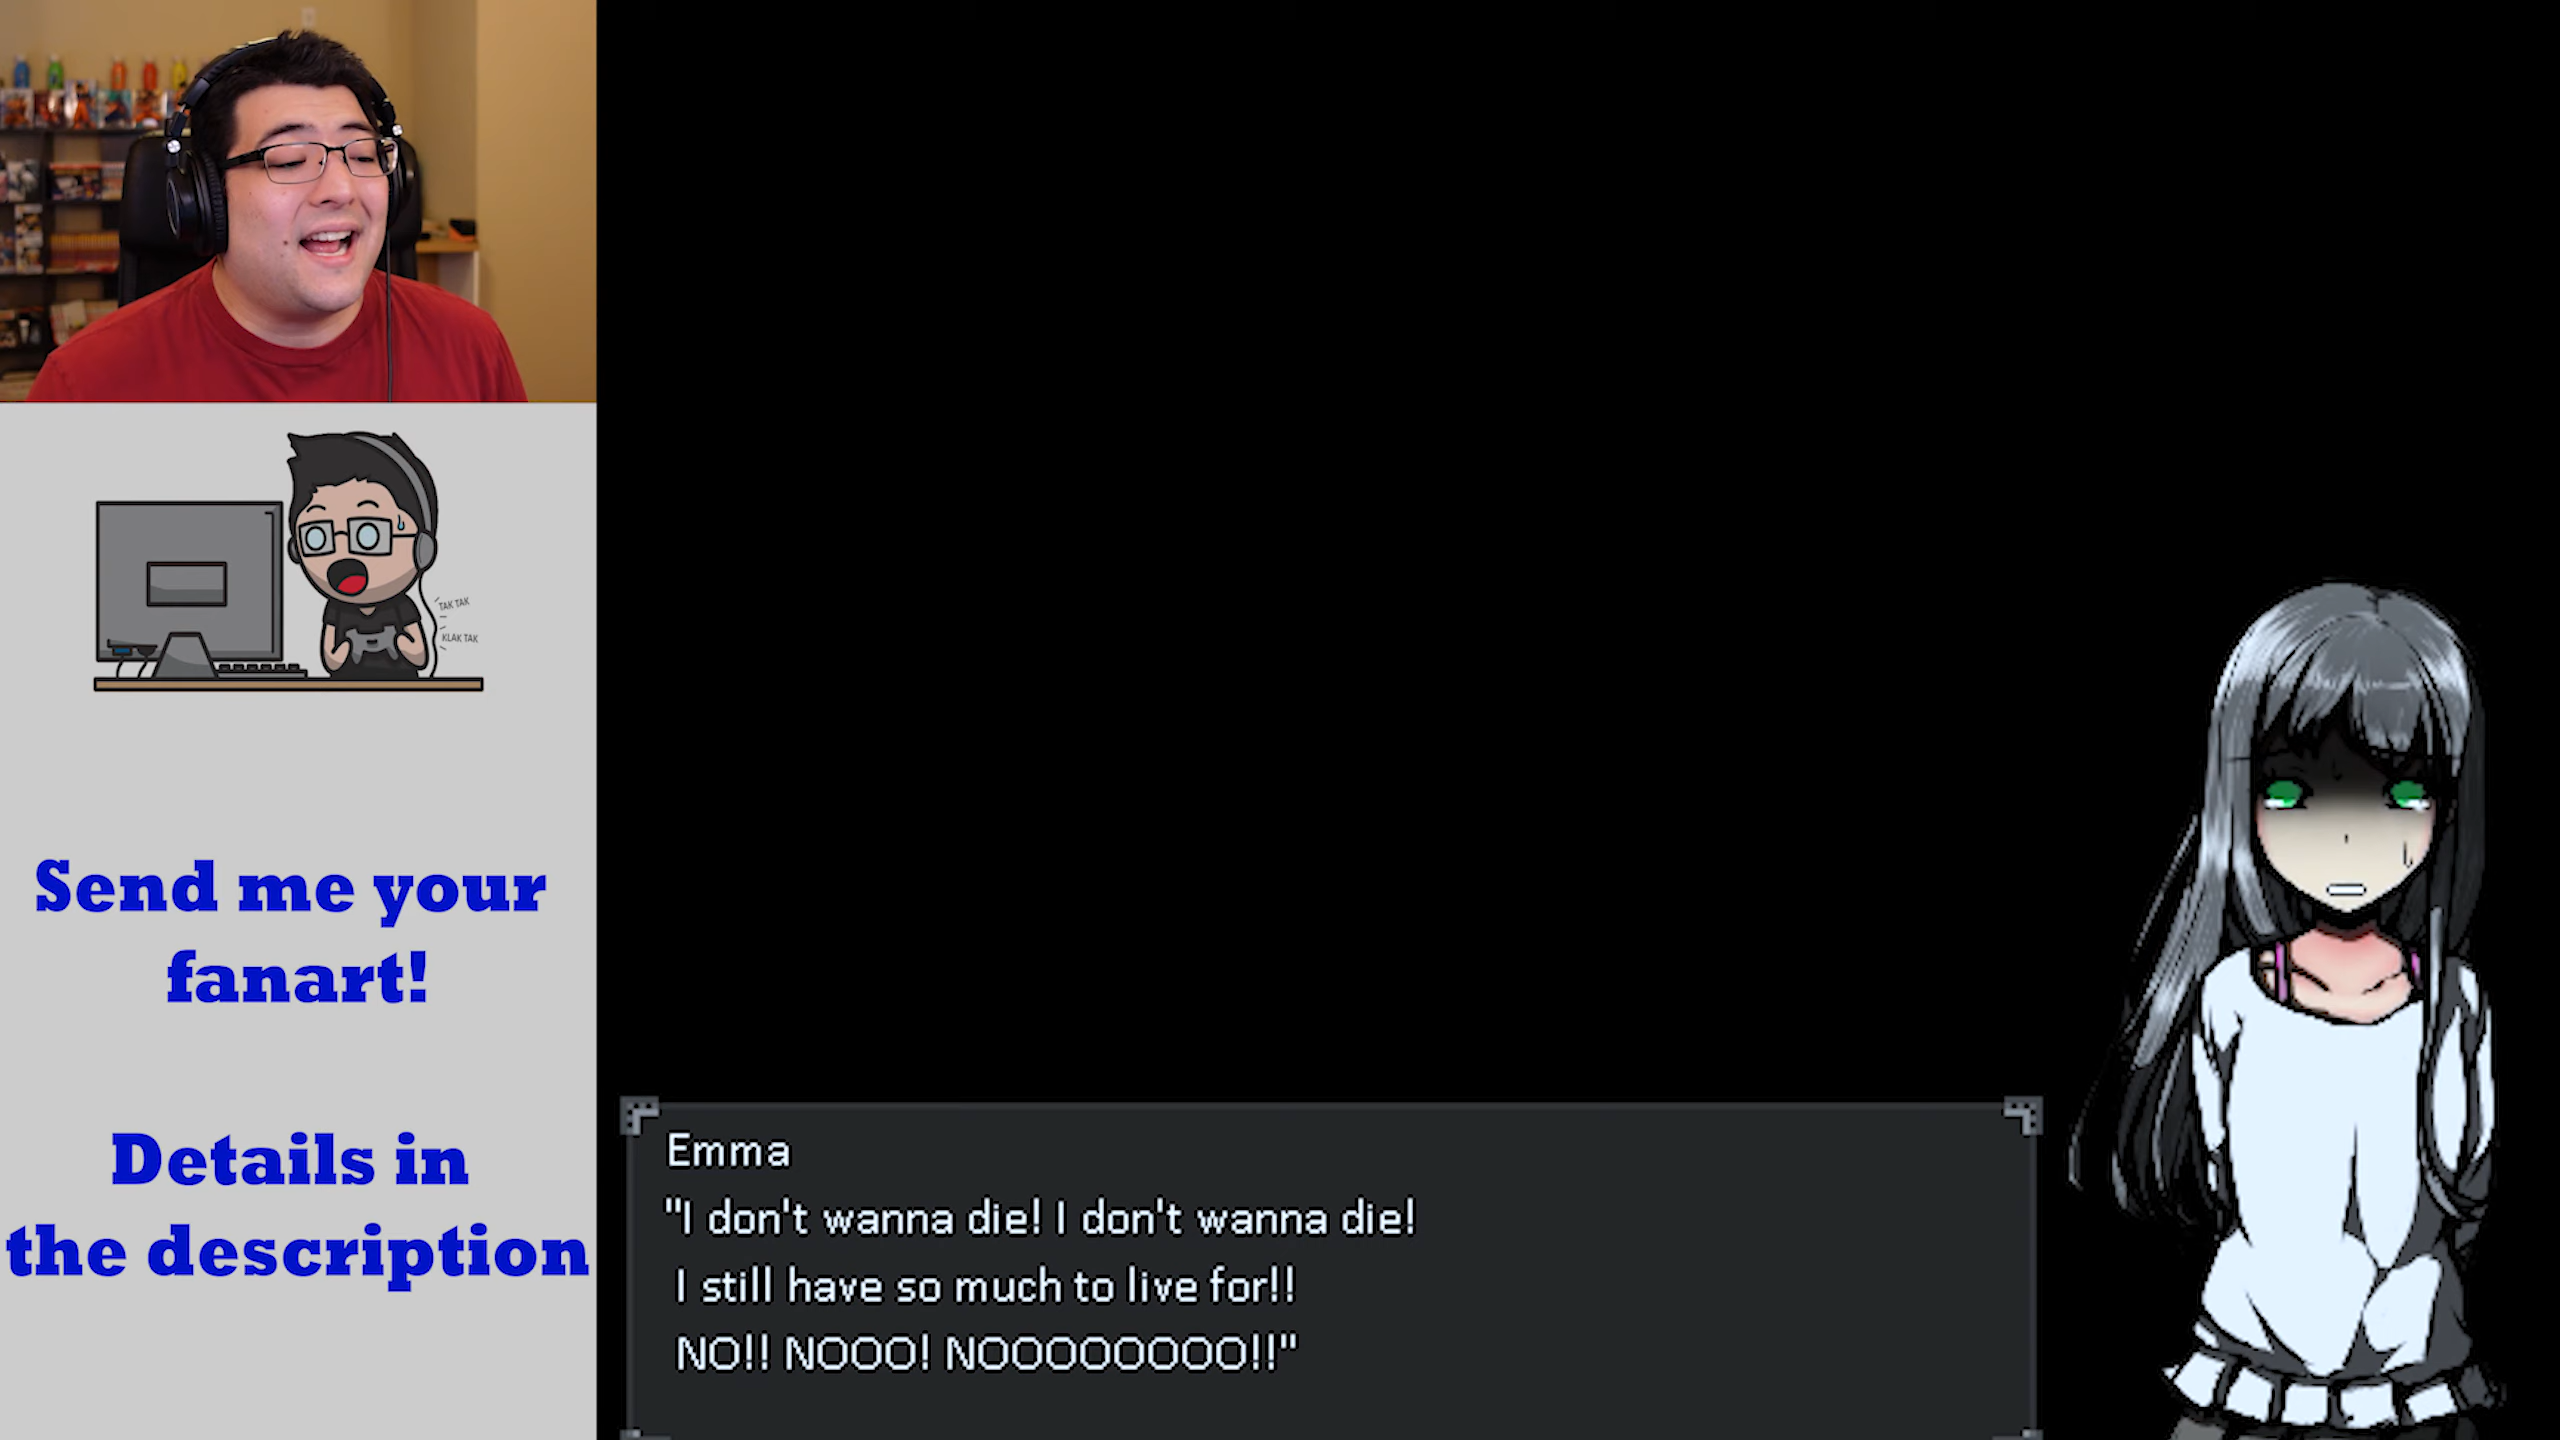 TAK TAK
KLAK TAK
Send me your
fanart!
Details in
the description
Emma
"I don't wanna die! I don't wanna die!
I still have so much to live for!!
NO!! NOOO! NOOOOOOOO!!"